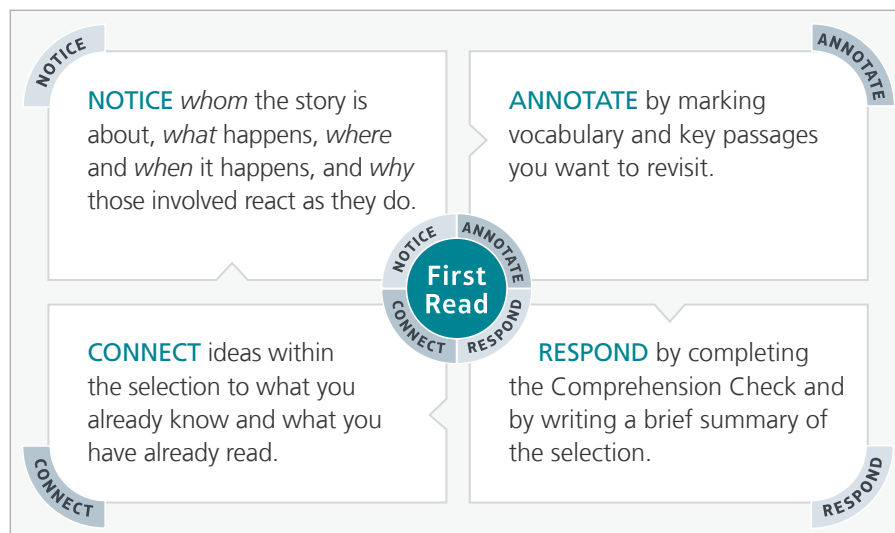 NOTICE
NOTICE whom the story is
about, what happens, where
and when it happens, and why
those involved react as they do.
ANNOTATE
ANNOTATE by marking
vocabulary and key passages
you want to revisit.
NOTICE
ANNOTATE
First
Read
CONNECT
RESPOND
CONNECT ideas within
the selection to what you
already know and what you
have already read.
CONNECT
RESPOND by completing
the Comprehension Check and
by writing a brief summary of
the selection.
RESPOND